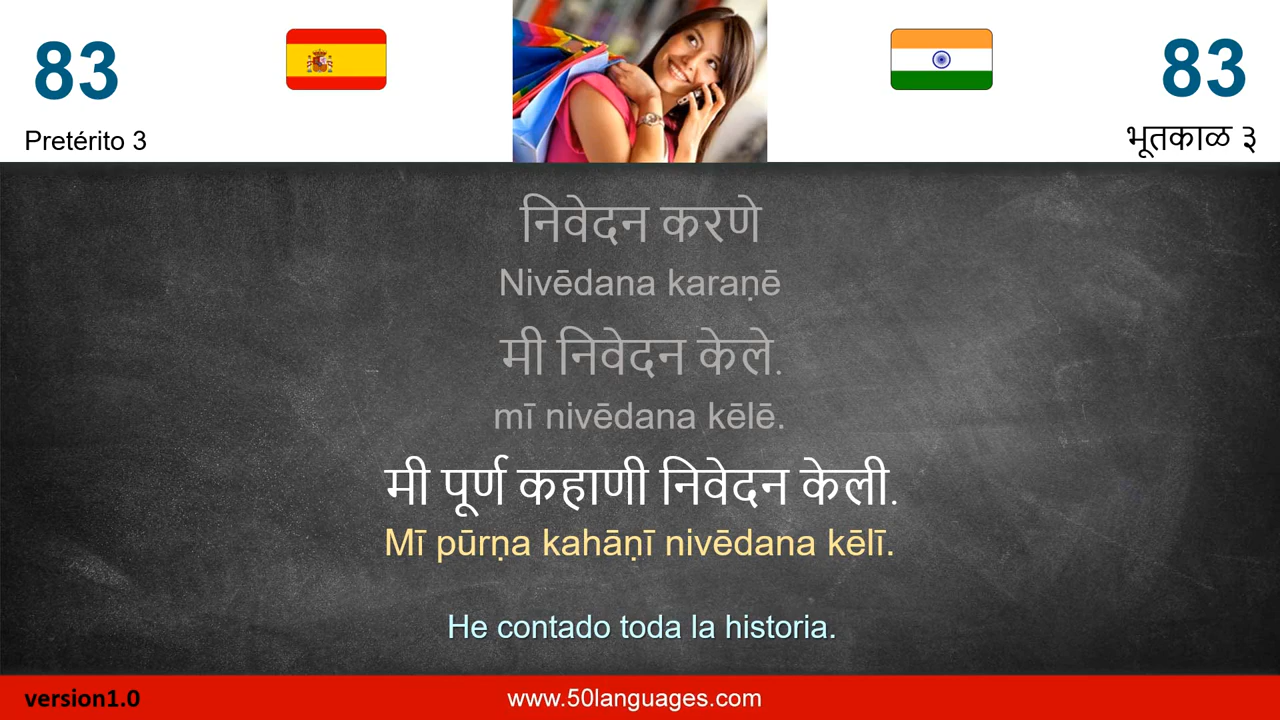 83
83
Pretérito 3
भूतकाळ ३
निवेदन करणे
Nivēdana karaṇē
मी निवेदन केले.
mī nivēdana kēlē.
मी पूर्ण कहाणी निवेदन केली.
Mī pūrṇa kahāṇī nivēdana kēlī.
He contado toda la historia.
version1.0
www.50languages.com